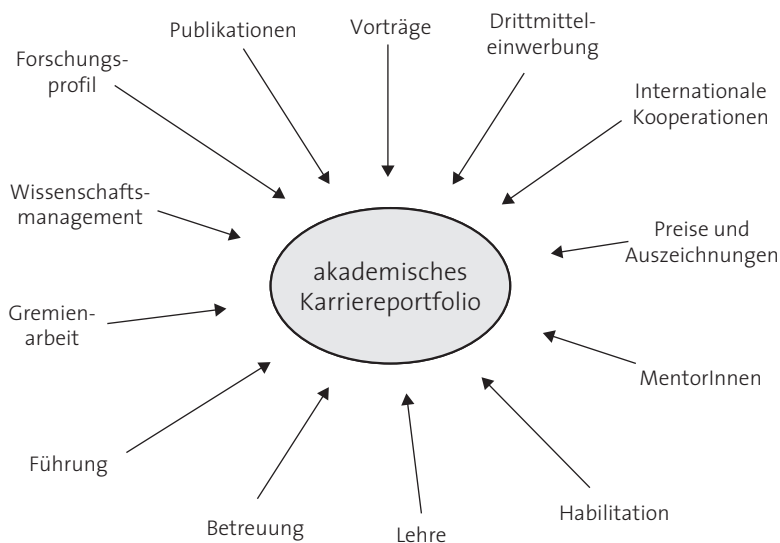 Publikationen
Vorträge
Drittmittel-
einwerbung
Forschungs-
profil
Internationale
Kooperationen
Wissenschafts-
management
Preise und
Auszeichnungen
akademisches
Karriereportfolio
Gremien-
arbeit
MentorInnen
Führung
Betreuung
Lehre
Habilitation